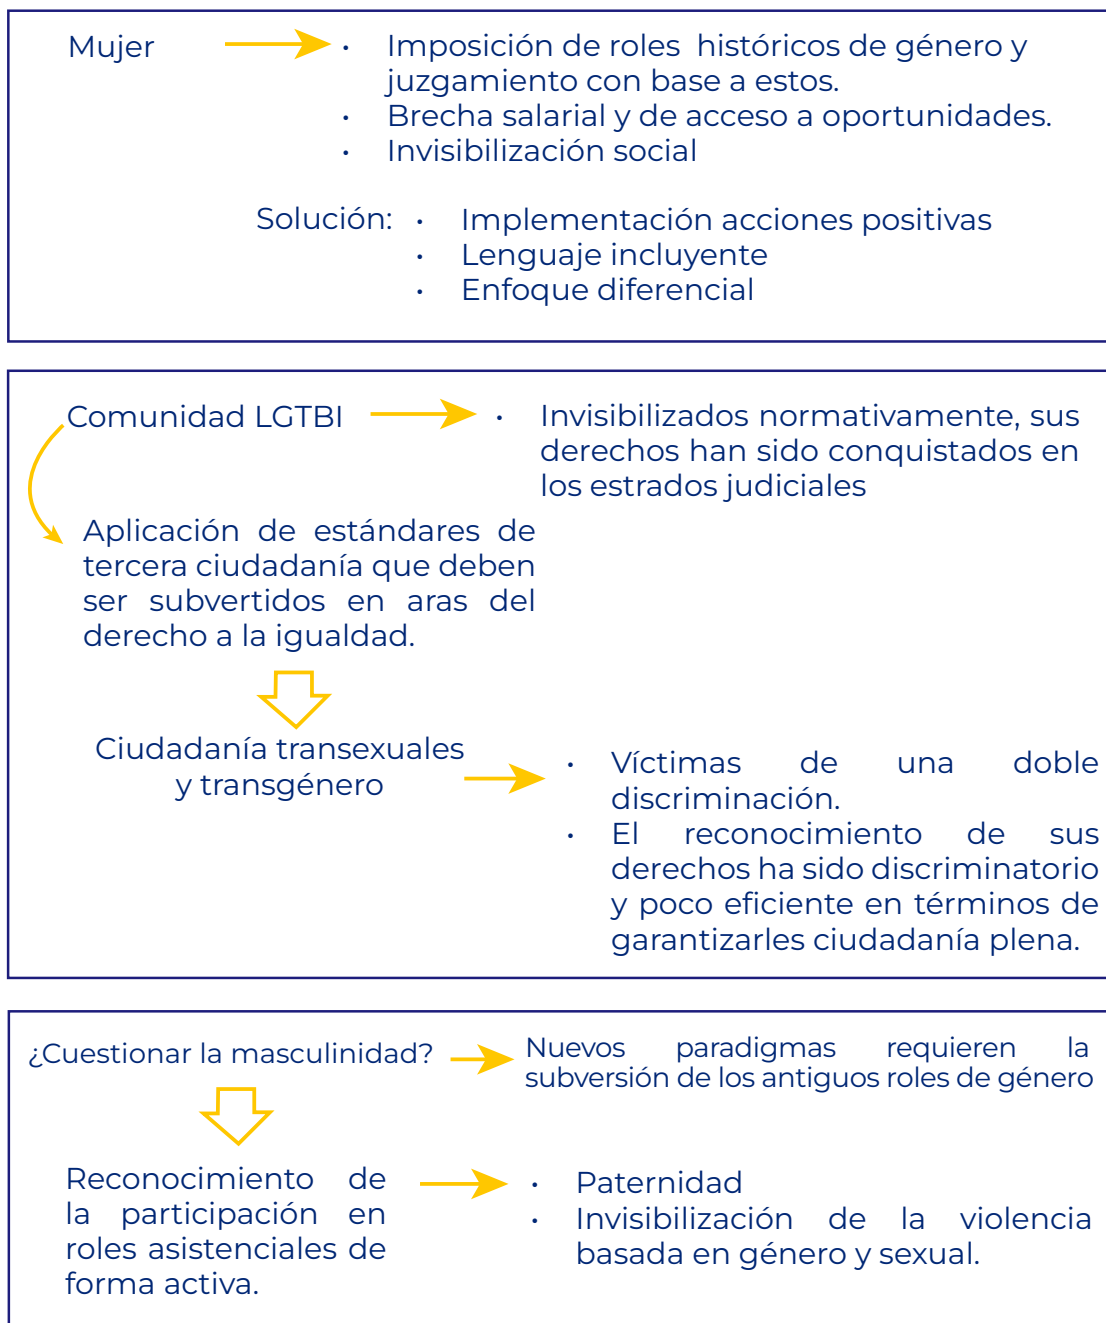 Mujer
• Imposición de roles históricos de género y
juzgamiento con base a estos.
• Brecha salarial y de acceso a oportunidades.
• Invisibilización social
Solución:
• Implementación acciones positivas
• Lenguaje incluyente
• Enfoque diferencial
Comunidad LGTBI
• Invisibilizados normativamente, sus
derechos han sido conquistados en
los estrados judiciales
Aplicación de estándares de
tercera ciudadanía que deben
ser subvertidos en aras del
derecho a la igualdad.
Ciudadanía transexuales
y transgénero
• Víctimas de una doble
discriminación.
• El reconocimiento de sus
derechos ha sido discriminatorio
y poco eficiente en términos de
garantizarles ciudadanía plena.
¿Cuestionar la masculinidad?
Nuevos paradigmas requieren la
subversión de los antiguos roles de género
Reconocimiento de
la participación en
roles asistenciales de
forma activa.
• Paternidad
• Invisibilización de la violencia
basada en género y sexual.